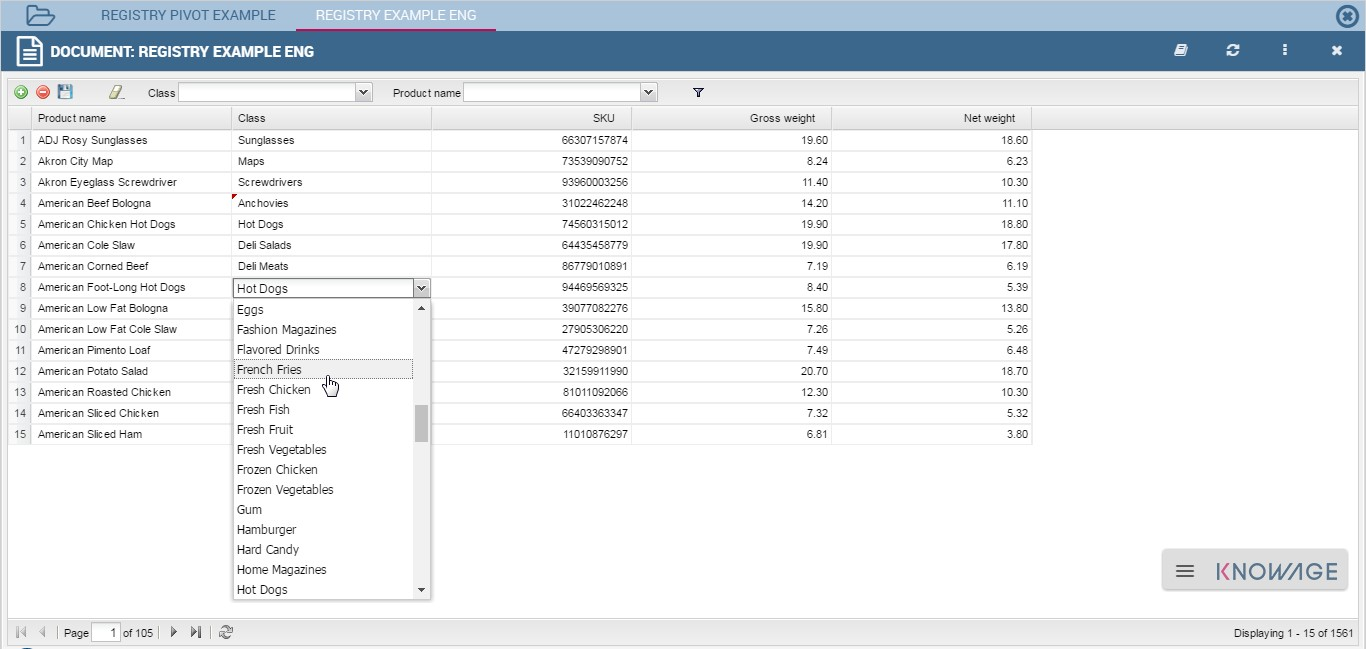 REGISTRY PIVOT EXAMPLE REGISTRY EXAMPLE ENG
DOCUMENT: REGISTRY EXAMPLE ENG
Class Product name
Product name Class SKU Gross weight Net weight
1 ADJ Rosy Sunglasses Sunglasses 66307157874 19.60 18.60
2 Akron City Map Maps 73539090752 8.24 6.23
3 Akron Eyeglass Screwdriver Screwdrivers 93960003256 11.40 10.30
4 American Beef Bologna Anchovies 31022462248 14.20 11.10
5 American Chicken Hot Dogs Hot Dogs 74560315012 19.90 18.80
6 American Cole Slaw Deli Salads 64435458779 19.90 17.80
7 American Corned Beef Deli Meats 86779010891 7.19 6.19
8 American Foot-Long Hot Dogs Hot Dogs 94469569325 8.40 5.39
9 American Low Fat Bologna Eggs 39077082276 15.80 13.80
10 American Low Fat Cole Slaw Fashion Magazines 27905306220 7.26 5.26
11 American Pimento Loaf Flavored Drinks 47279298901 7.49 6.48
12 American Potato Salad French Fries 32159911990 20.70 18.70
13 American Roasted Chicken Fresh Chicken 81011092066 12.30 10.30
14 American Sliced Chicken Fresh Fish 66403363347 7.32 5.32
15 American Sliced Ham Fresh Fruit 11010876297 6.81 3.80
Fresh Vegetables
Frozen Chicken
Frozen Vegetables
Gum
Hamburger
Hard Candy
Home Magazines
Hot Dogs
KNOWAGE
Page 1 of 105 Displaying 1 - 15 of 1561